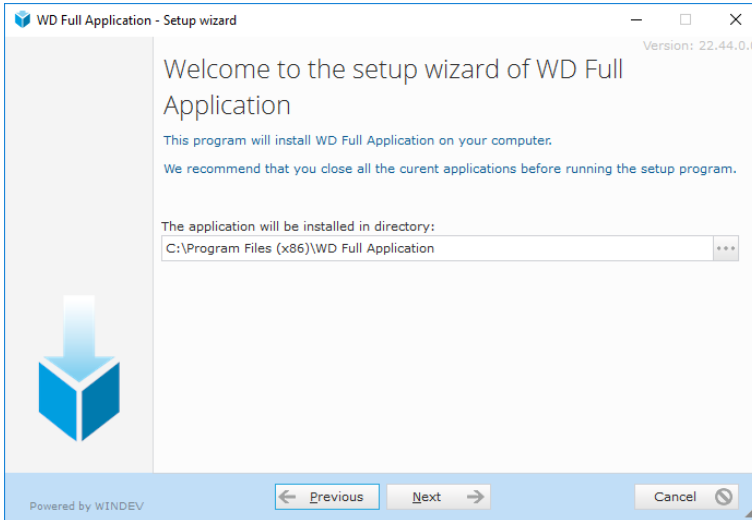 WD Full Application - Setup wizard
Version: 22.44.0.
Welcome to the setup wizard of WD Full
Application
This program will install WD Full Application on your computer.
We recommend that you close all the curent applications before running the setup program.
The application will be installed in directory:
C:\Program Files (x86)\WD Full Application
...
Previous
Next
Cancel
Powered by WINDEV